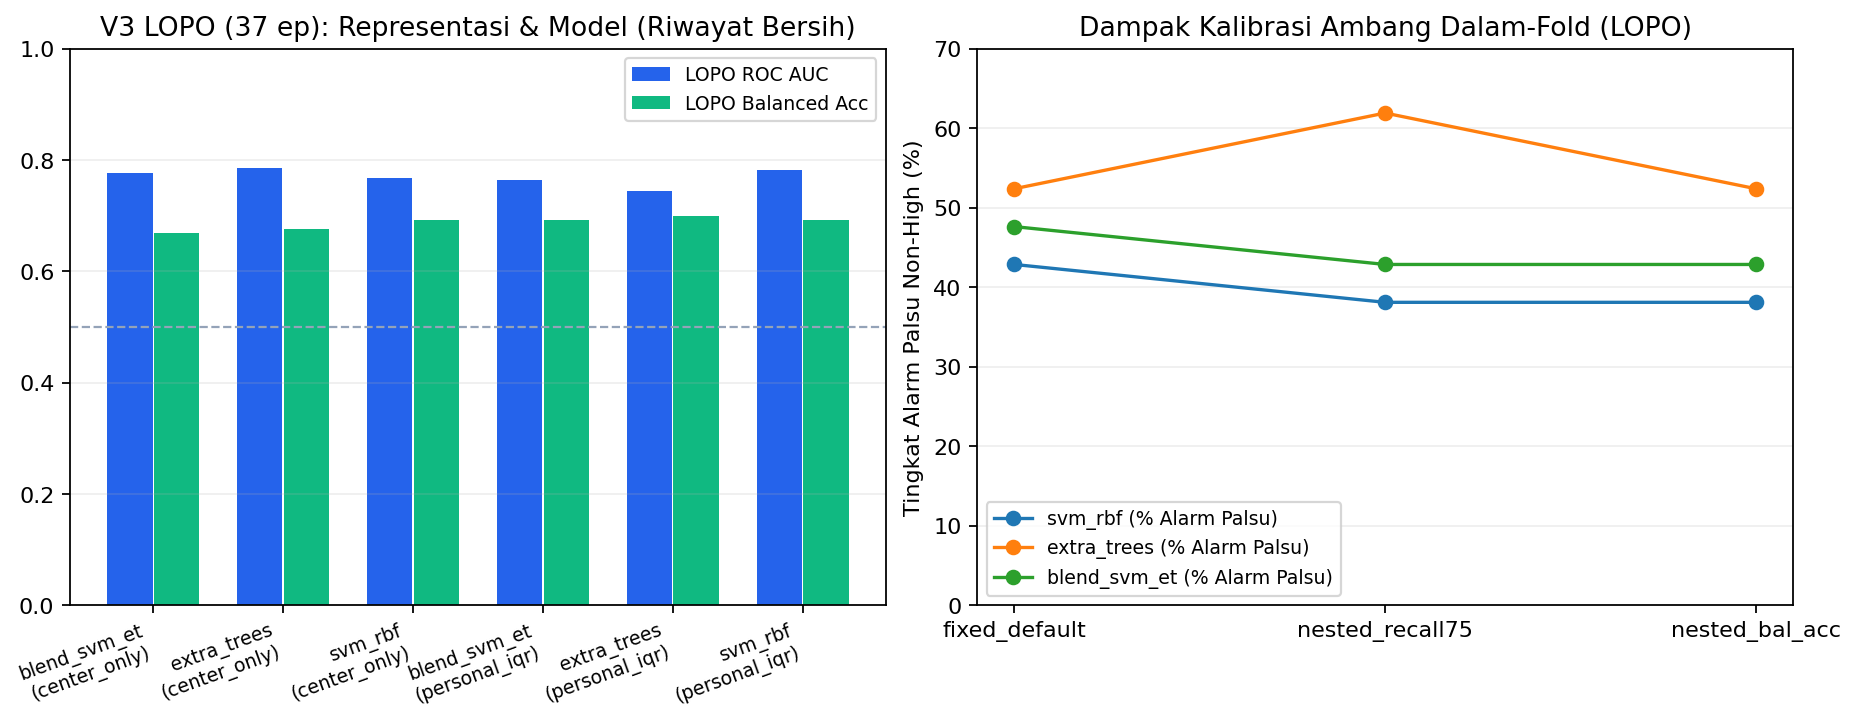 V3 LOPO (37 ep): Representasi & Model (Riwayat Bersih)
1.0
0.8
0.6
0.4
0.2
0.0
LOPO ROC AUC
LOPO Balanced Acc
blend_svm_et
(center_only)
extra_trees
(center_only)
svm_rbf
(center_only)
blend_svm_et
(personal_iqr)
extra_trees
(personal_iqr)
svm_rbf
(personal_iqr)
Dampak Kalibrasi Ambang Dalam-Fold (LOPO)
Tingkat Alarm Palsu Non-High (%)
70
60
50
40
30
20
10
0
svm_rbf (% Alarm Palsu)
extra_trees (% Alarm Palsu)
blend_svm_et (% Alarm Palsu)
fixed_default
nested_recall75
nested_bal_acc